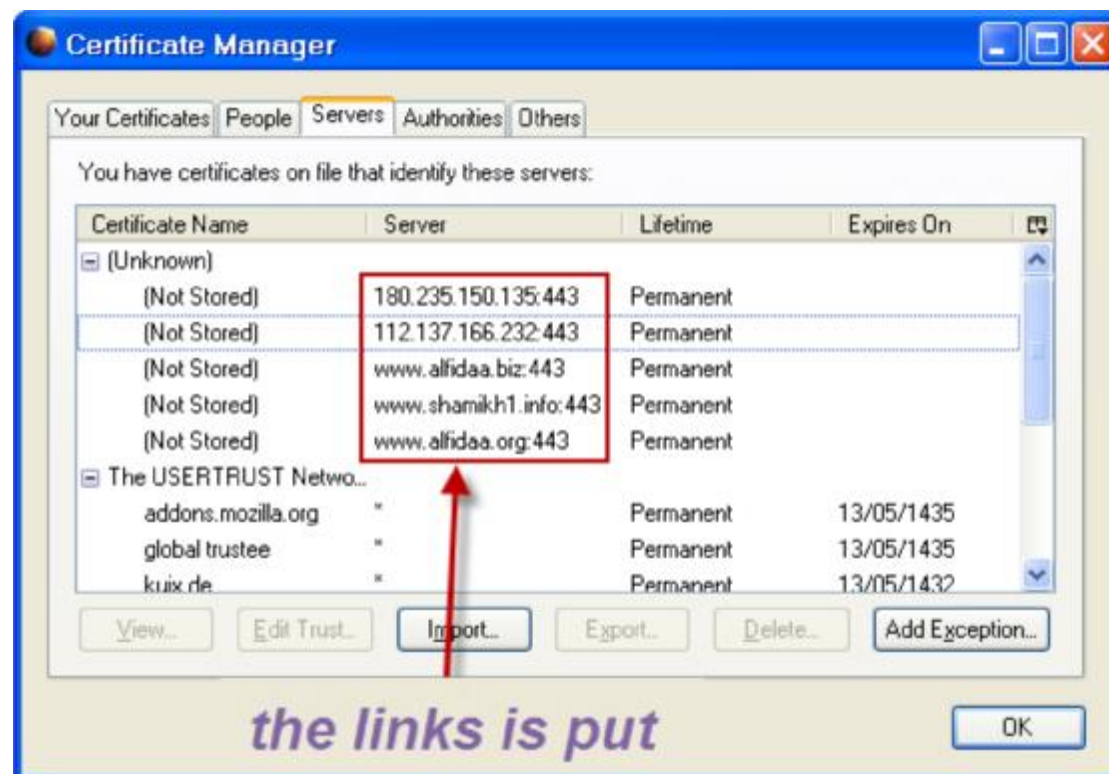 Certificate Manager
Your Certificates People Servers Authorities Others
You have certificates on file that identify these servers:
Certificate Name Server Lifetime Expires On
(Unknown)
(Not Stored) 180.235.150.135:443 Permanent
(Not Stored) 112.137.166.232:443 Permanent
(Not Stored) www.alfidaa.biz:443 Permanent
(Not Stored) www.shamikh1.info:443 Permanent
(Not Stored) www.alfidaa.org:443 Permanent
The USERTRUST Netwo...
addons.mozilla.org * Permanent 13/05/1435
global trustee * Permanent 13/05/1435
kuix.de * Permanent 13/05/1432
View... Edit Trust... Import... Export... Delete... Add Exception...
the links is put
OK